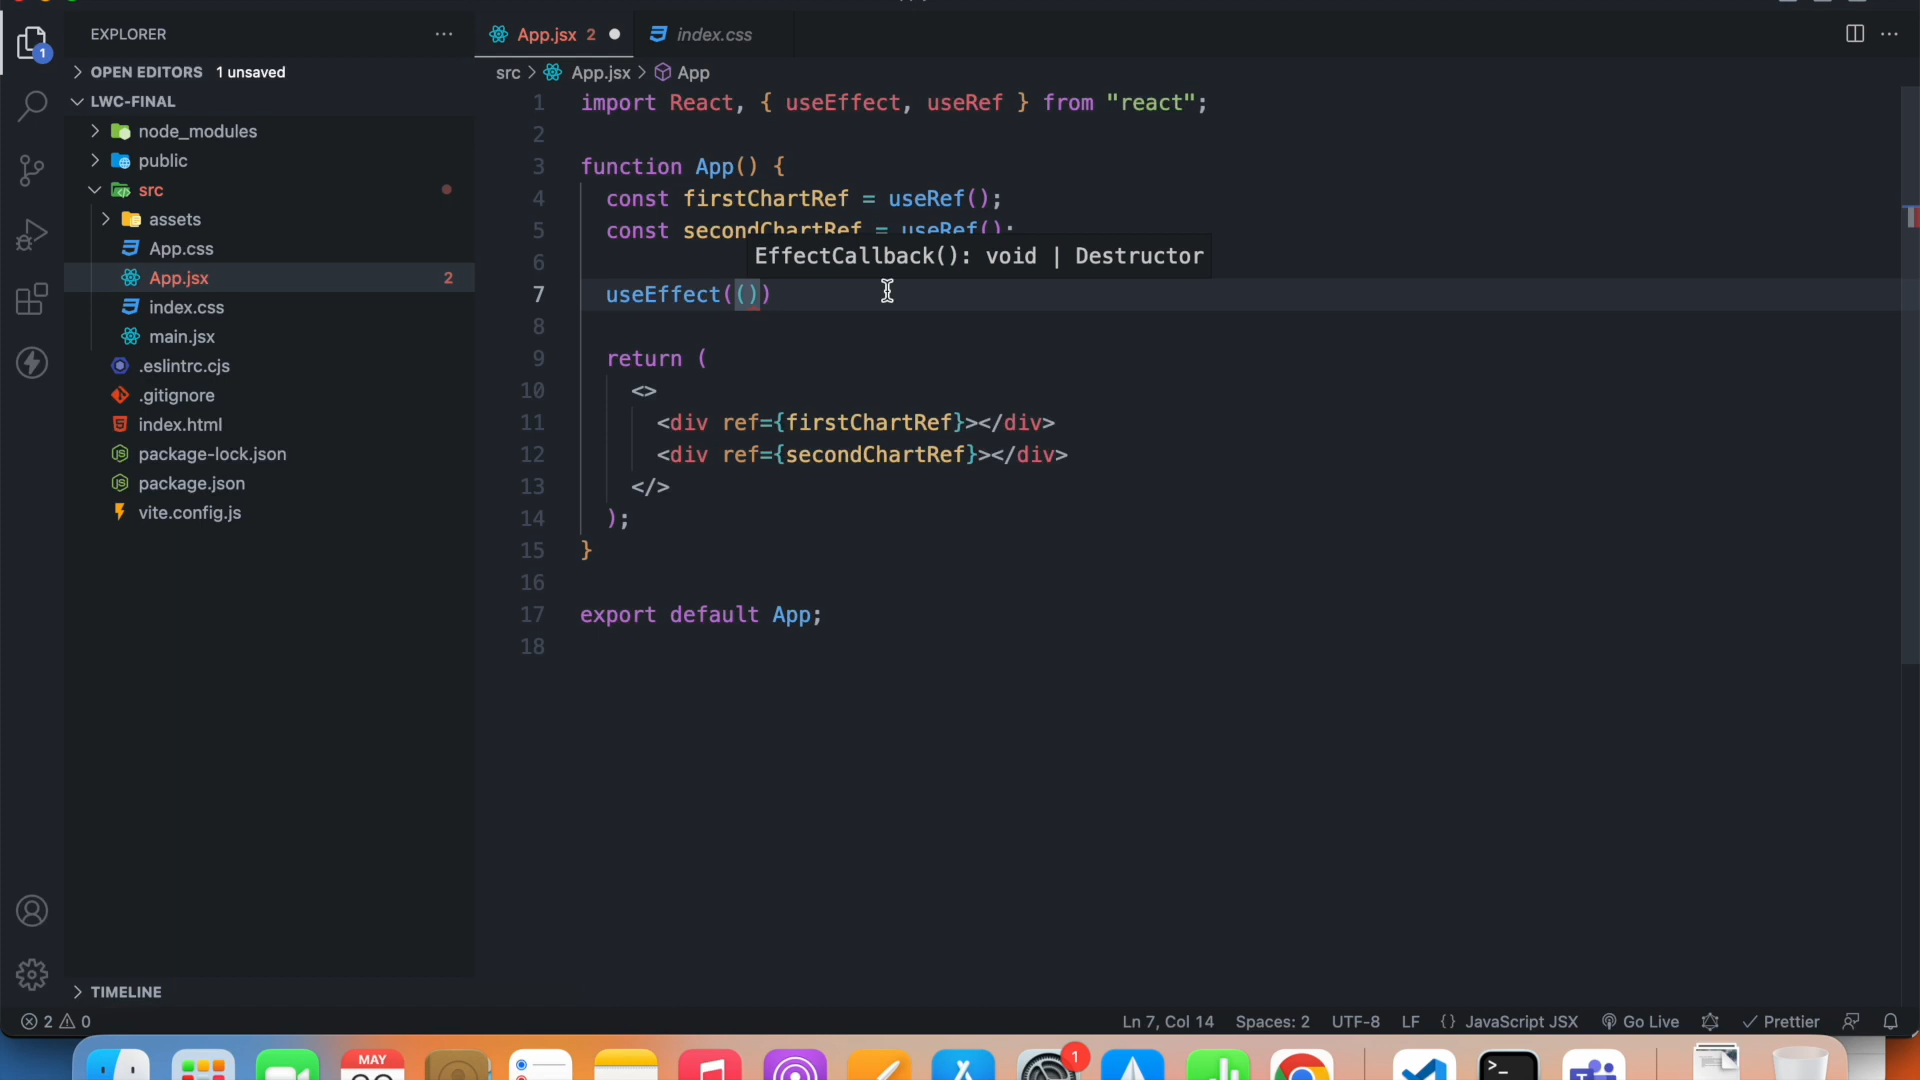 EXPLORER
OPEN EDITORS 1 unsaved
LWC-FINAL
node_modules
public
src
assets
App.css
App.jsx 2
index.css
main.jsx
.eslintrc.cjs
.gitignore
index.html
package-lock.json
package.json
vite.config.js
TIMELINE
1
App.jsx 2
index.css
src > App.jsx > App
1 import React, { useEffect, useRef } from "react";
2
3 function App() {
4 const firstChartRef = useRef();
5 const secondChartRef = useRef();
EffectCallback(): void | Destructor
6
7 useEffect(())
8
9 return (
10 <>
11 <div ref={firstChartRef}></div>
12 <div ref={secondChartRef}></div>
13 </>
14 );
15 }
16
17 export default App;
18
2 0
Ln 7, Col 14 Spaces: 2 UTF-8 LF {} JavaScript JSX Go Live Prettier
MAY
1